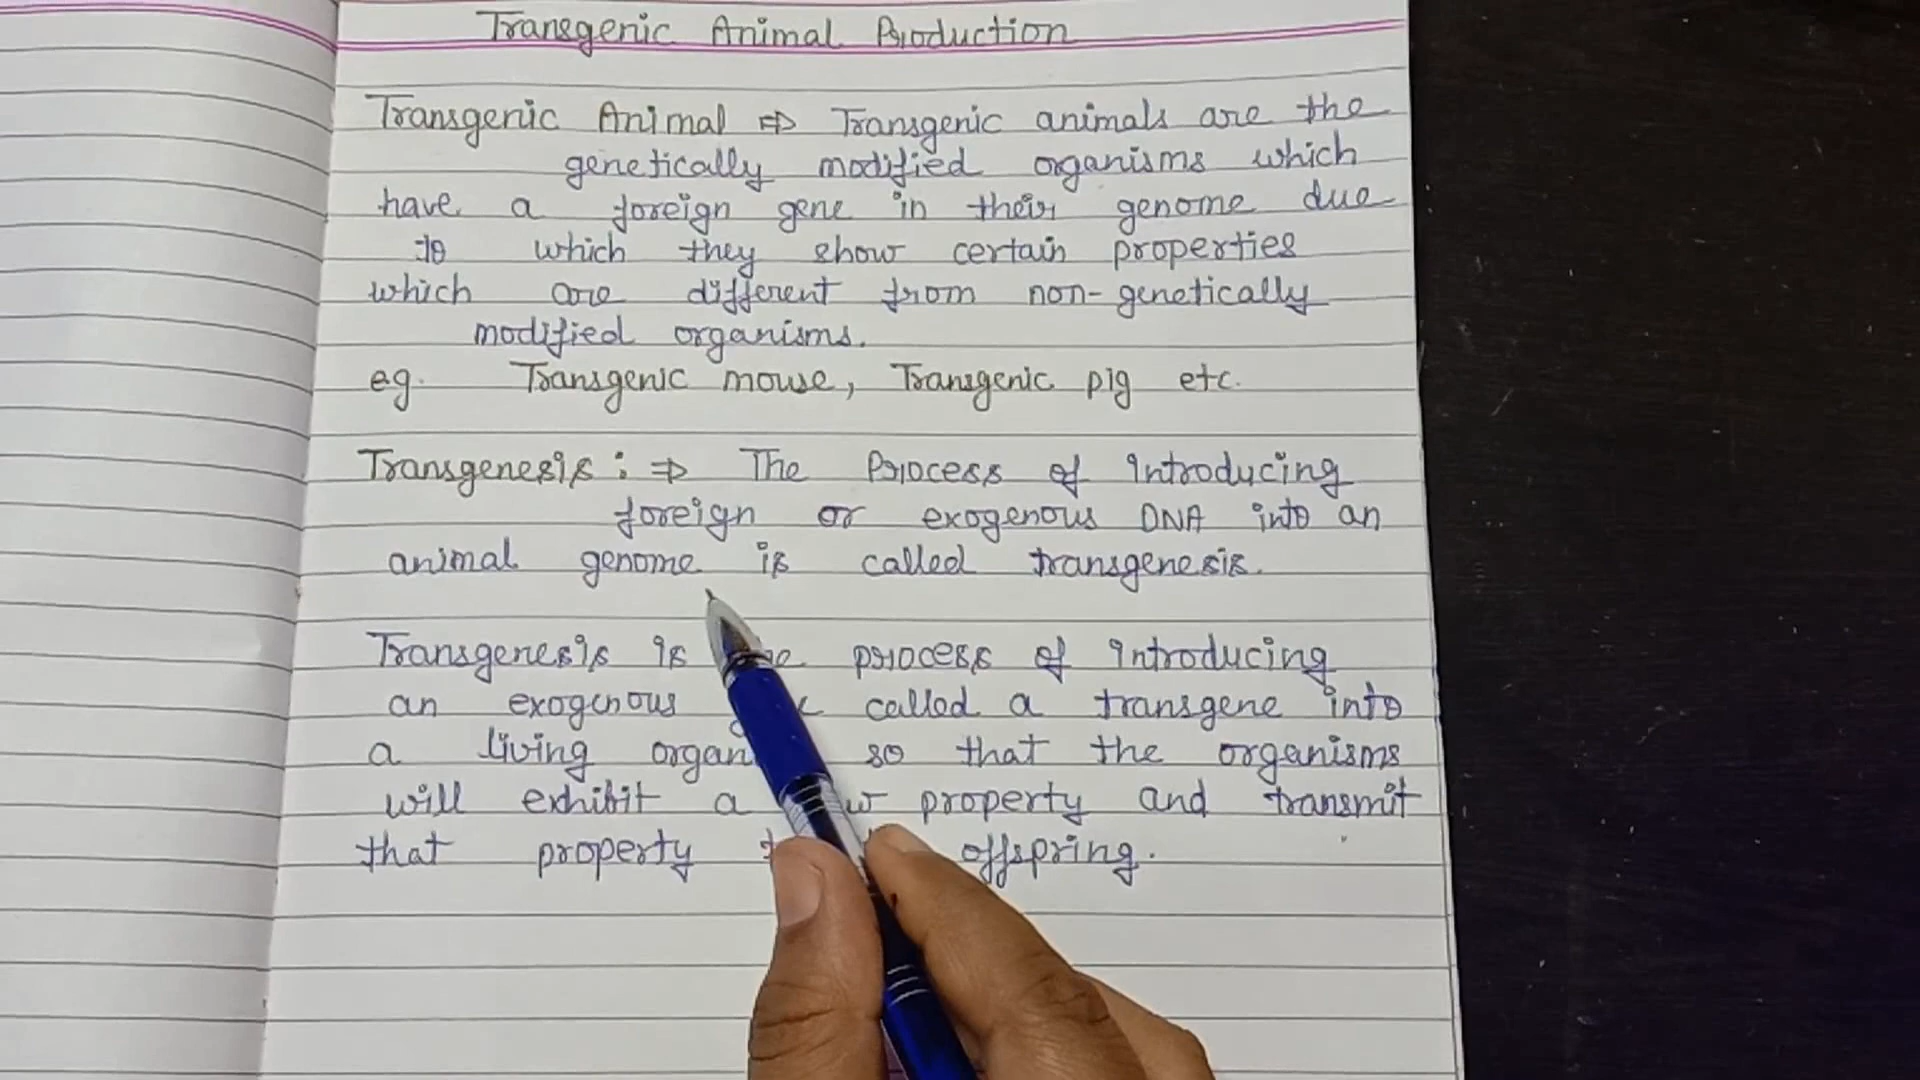 Transgenic Animal Production
Transgenic Animal ⇒ Transgenic animals are the
genetically modified organisms which
have a foreign gene in their genome due
to which they show certain properties
which are different from non-genetically
modified organisms.
eg. Transgenic mouse, Transgenic pig etc.
Transgenesis : ⇒ The Process of introducing
foreign or exogenous DNA into an
animal genome is called transgenesis.
Transgenesis is process of introducing
an exogenous called a transgene into
a living so that the organisms
will exhibit a property and transmit
that property offspring.